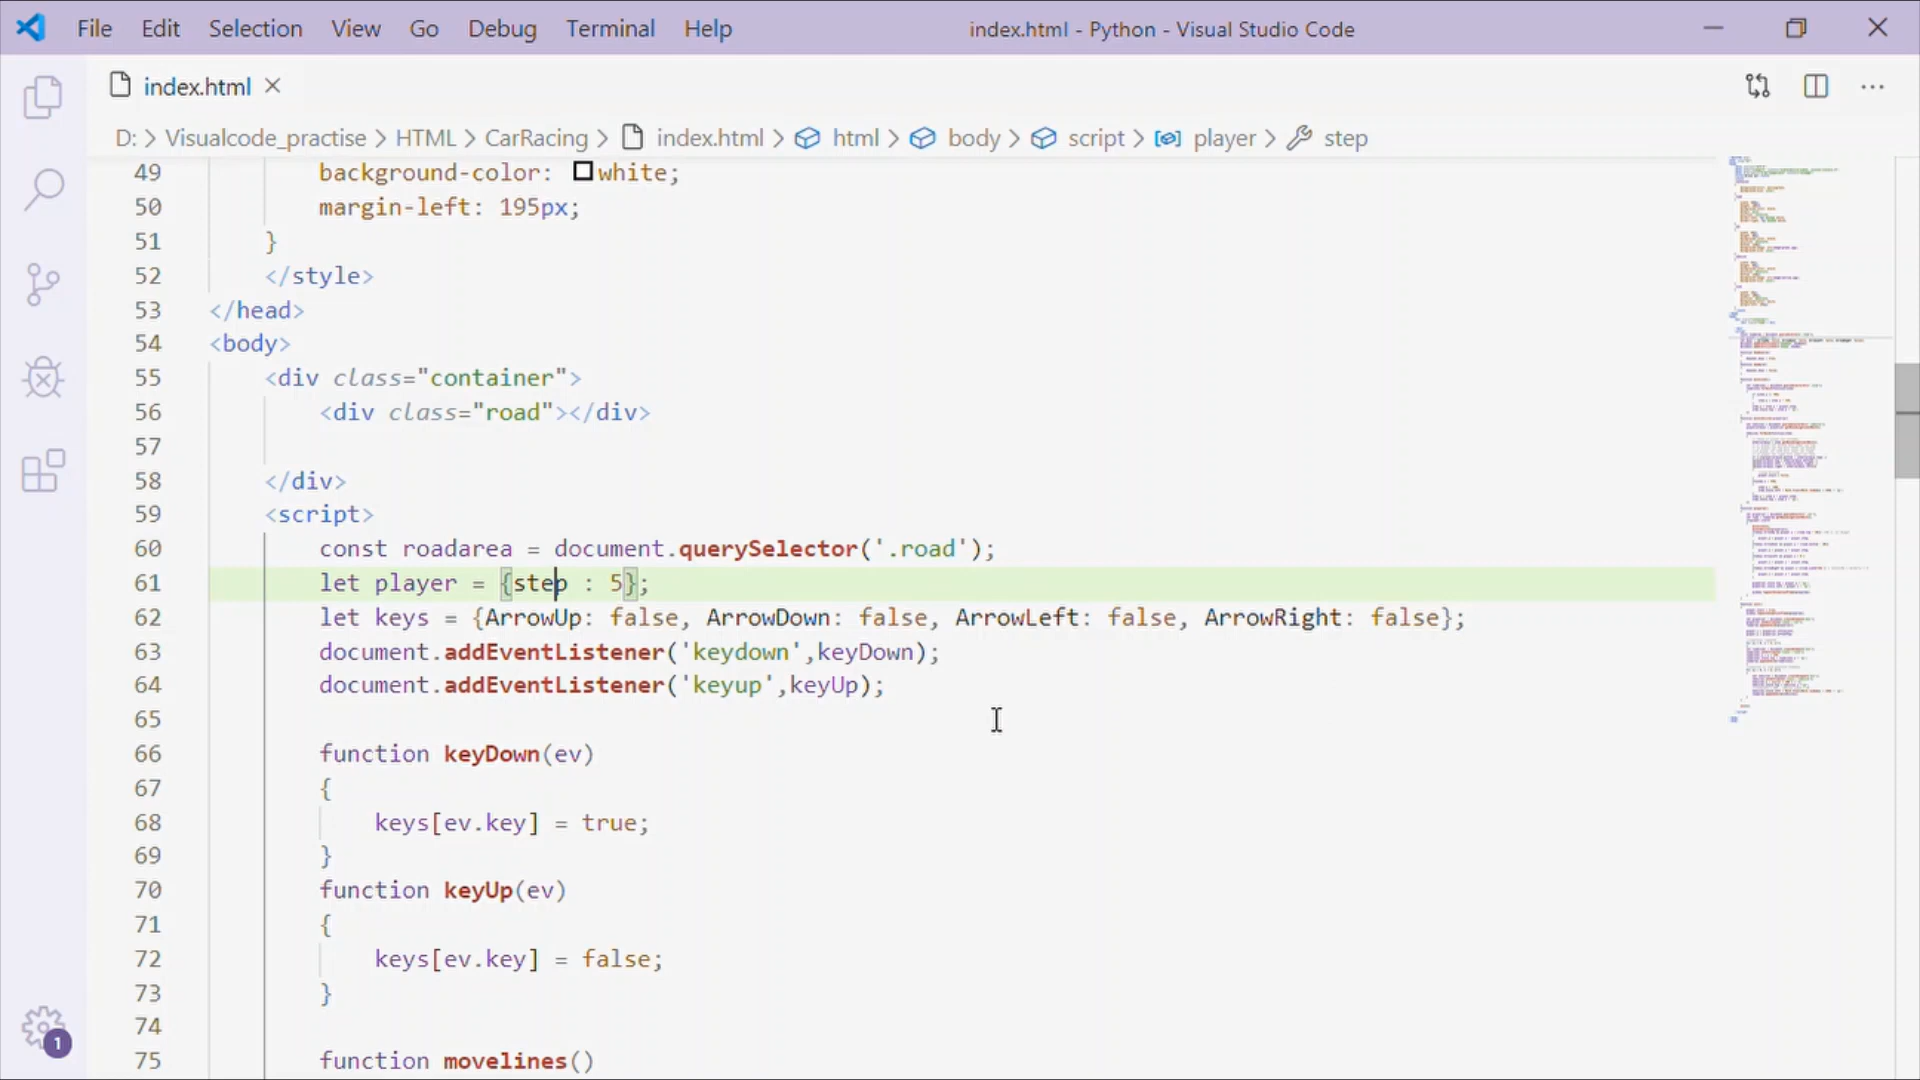 File Edit Selection View Go Debug Terminal Help index.html - Python - Visual Studio Code
index.html
D: > Visualcode_practise > HTML > CarRacing > index.html > html > body > script > player > step
49 background-color: white;
50 margin-left: 195px;
51 }
52 </style>
53 </head>
54 <body>
55 <div class="container">
56 <div class="road"></div>
57
58 </div>
59 <script>
60 const roadarea = document.querySelector('.road');
61 let player = {step : 5};
62 let keys = {ArrowUp: false, ArrowDown: false, ArrowLeft: false, ArrowRight: false};
63 document.addEventListener('keydown',keyDown);
64 document.addEventListener('keyup',keyUp);
65
66 function keyDown(ev)
67 {
68 keys[ev.key] = true;
69 }
70 function keyUp(ev)
71 {
72 keys[ev.key] = false;
73 }
74
75 function movelines()
1